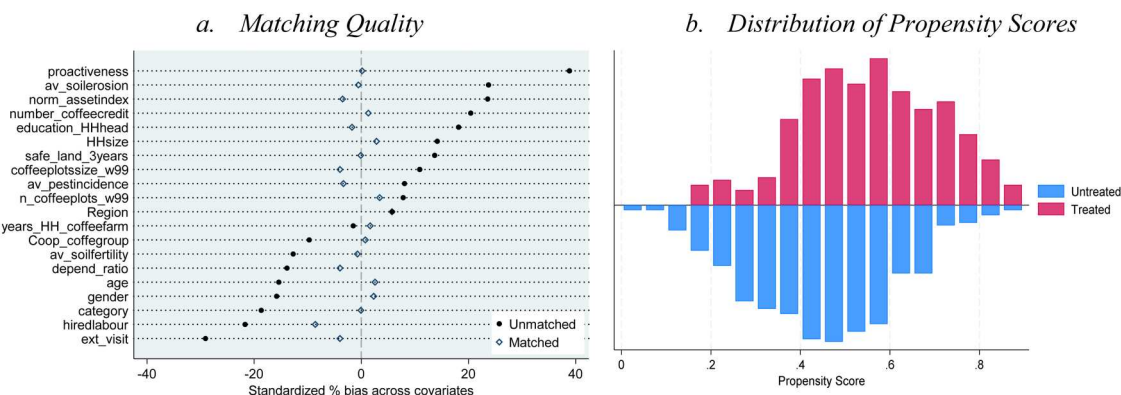 a. Matching Quality
proactiveness
av_soilerosion
norm_assetindex
number_coffeecredit
education_HHhead
HHsize
safe_land_3years
coffeeplotssize_w99
av_pestincidence
n_coffeeplots_w99
Region
years_HH_coffeefarm
Coop_coffegroup
av_soilfertility
depend_ratio
age
gender
category
hiredlabour
ext_visit
Unmatched
Matched
-40 -20 0 20 40
Standardized % bias across covariates
b. Distribution of Propensity Scores
Untreated
Treated
0 .2 .4 .6 .8
Propensity Score